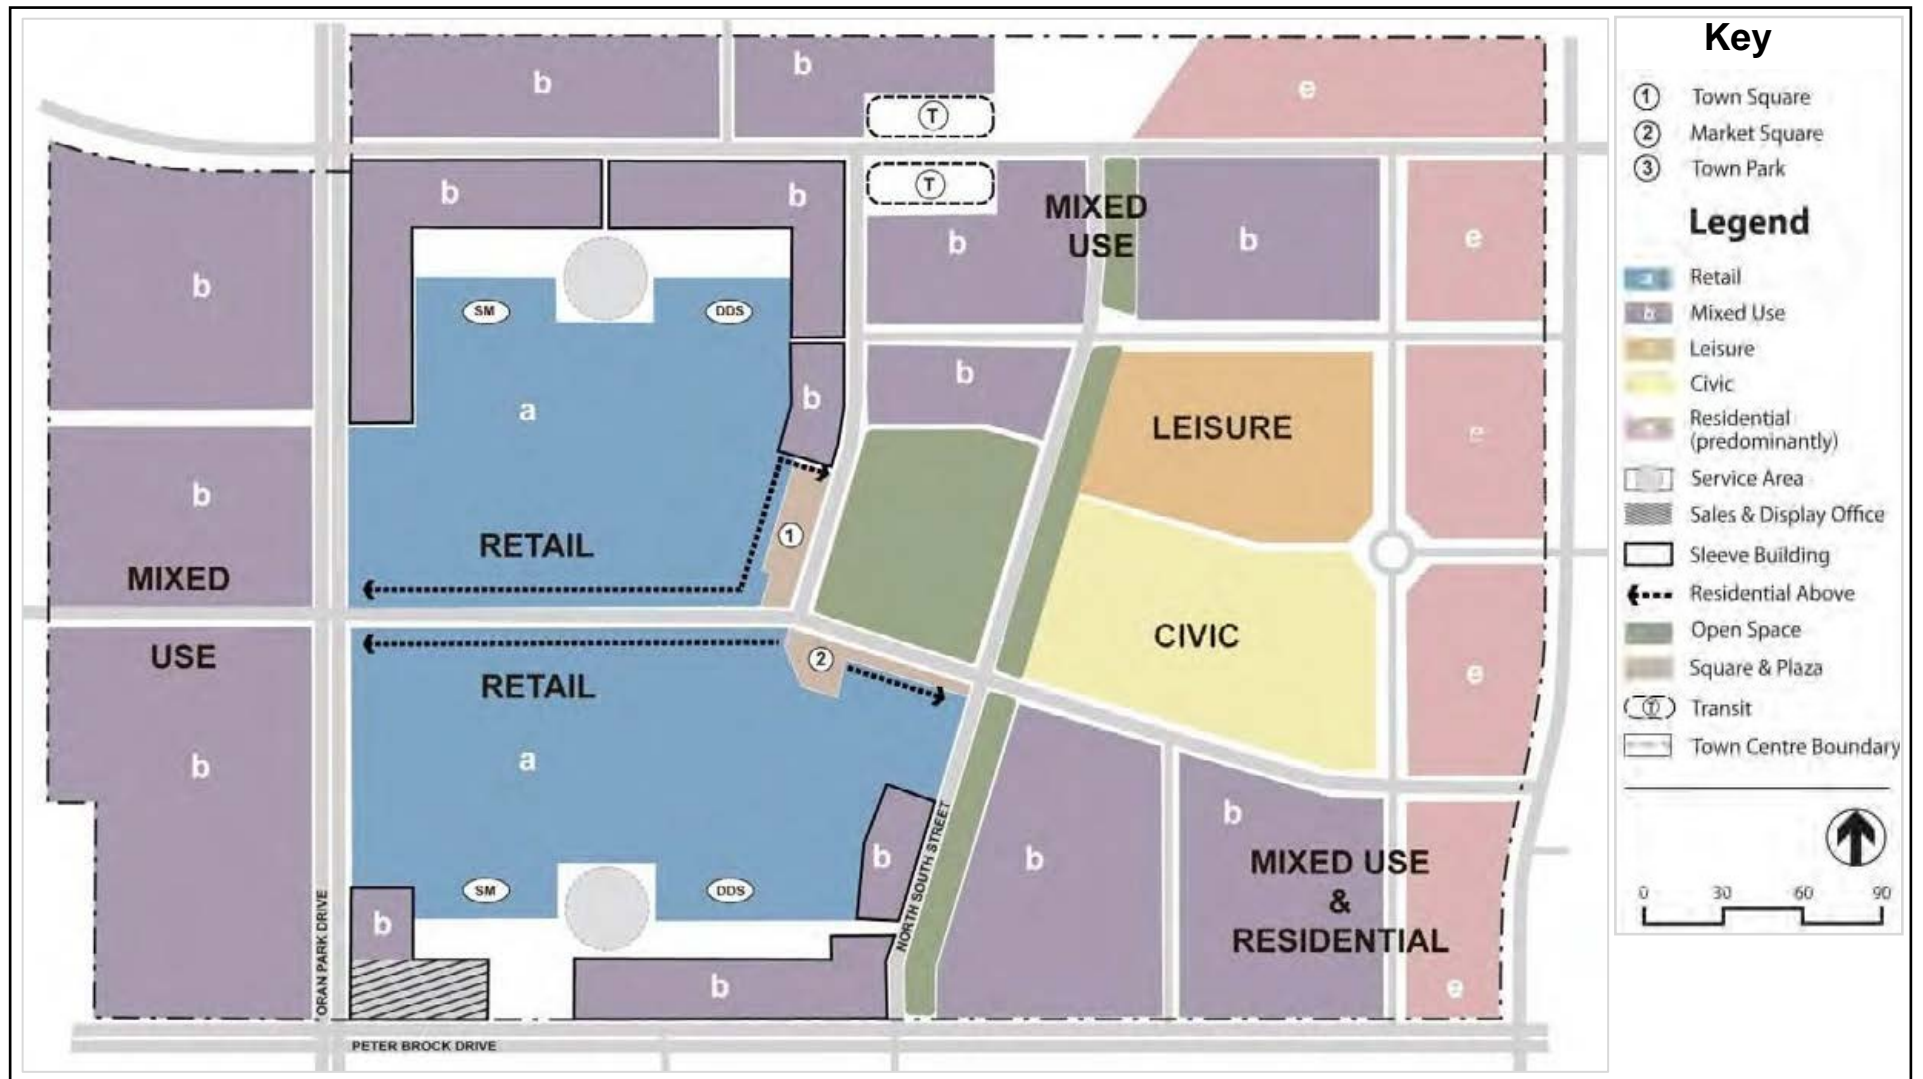 b
b
T
e
b
b
T
b
MIXED
USE
b
e
b
SM
DDS
b
b
a
LEISURE
e
b
1
RETAIL
MIXED
CIVIC
USE
2
RETAIL
e
b
a
b
b
b
MIXED USE
&
RESIDENTIAL
SM
DDS
b
b
e
ORAN PARK DRIVE
NORTH SOUTH STREET
PETER BROCK DRIVE
Key
1 Town Square
2 Market Square
3 Town Park
Legend
a Retail
b Mixed Use
Leisure
Civic
Residential
(predominantly)
Service Area
Sales & Display Office
Sleeve Building
Residential Above
Open Space
Square & Plaza
T Transit
Town Centre Boundary
0 30 60 90